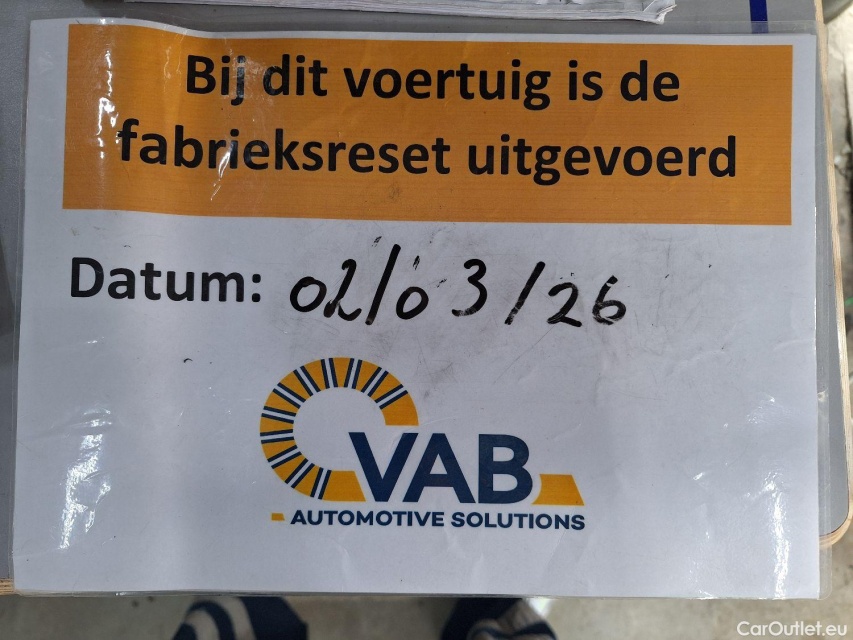 Bij dit voertuig is de
fabrieksreset uitgevoerd
Datum: 02/03/26
VAB
AUTOMOTIVE SOLUTIONS
CarOutlet.eu